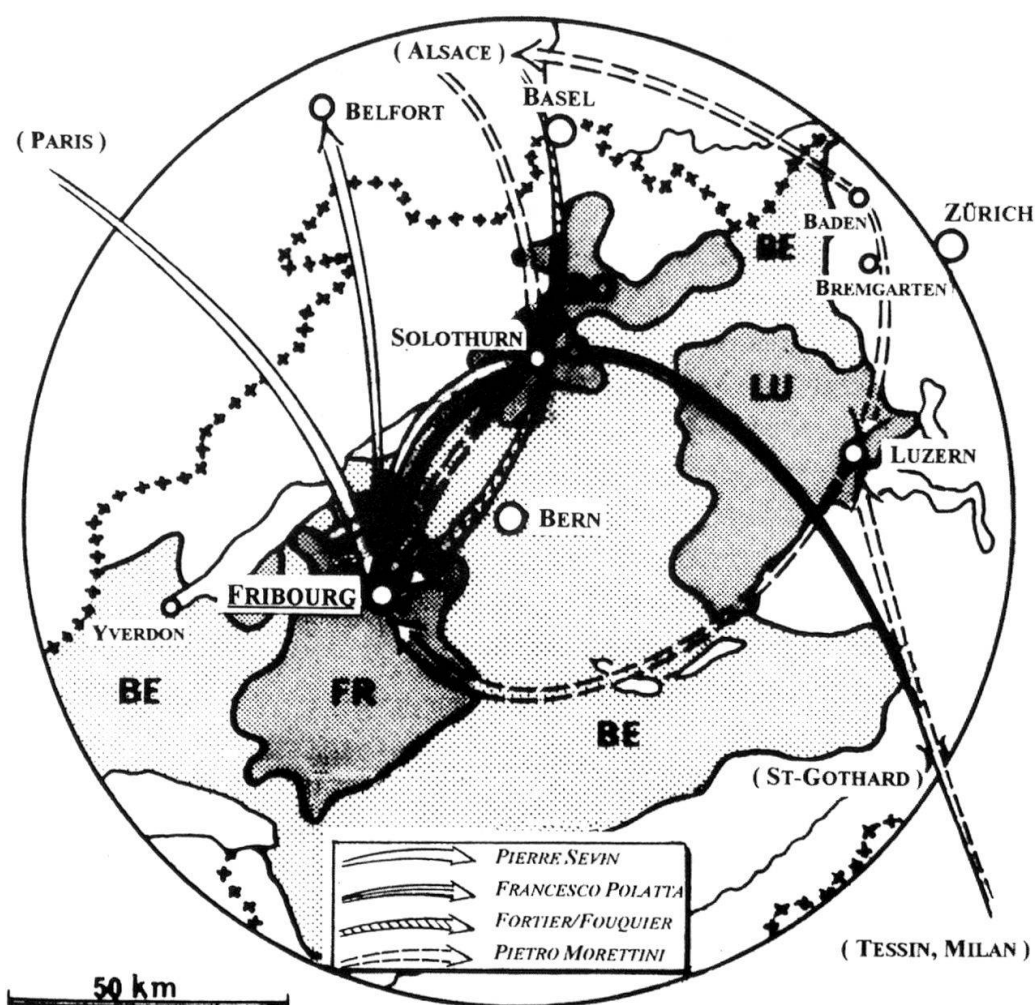 ( ALSACE )
BASEL
BELFORT
( PARIS )
ZÜRICH
BADEN
BE
BREMGARTEN
SOLOTHURN
LU
LUZERN
BERN
FRIBOURG
YVERDON
BE
FR
BE
( ST-GOTHARD )
PIERRE SEVIN
FRANCESCO POLATTA
FORTIER/FOUQUIER
PIETRO MORETTINI
( TESSIN, MILAN )
50 km